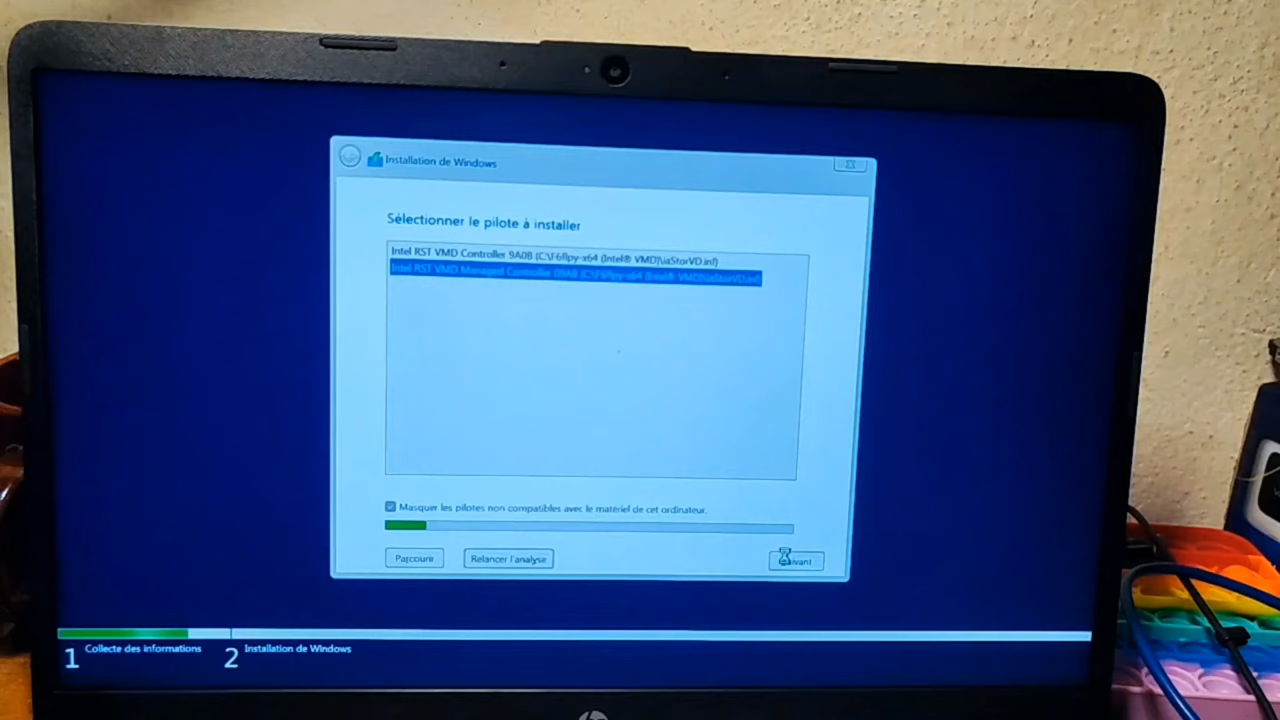 Installation de Windows
Sélectionner le pilote à installer
Intel RST VMD Controller 9A0B (C:\F6flpy-x64 (Intel® VMD)\iaStorVD.inf)
Intel RST VMD Managed Controller 09AB (C:\F6flpy-x64 (Intel® VMD)\iaStorVD.inf)
Masquer les pilotes non compatibles avec le matériel de cet ordinateur.
Parcourir
Relancer l'analyse
1 Collecte des informations
2 Installation de Windows